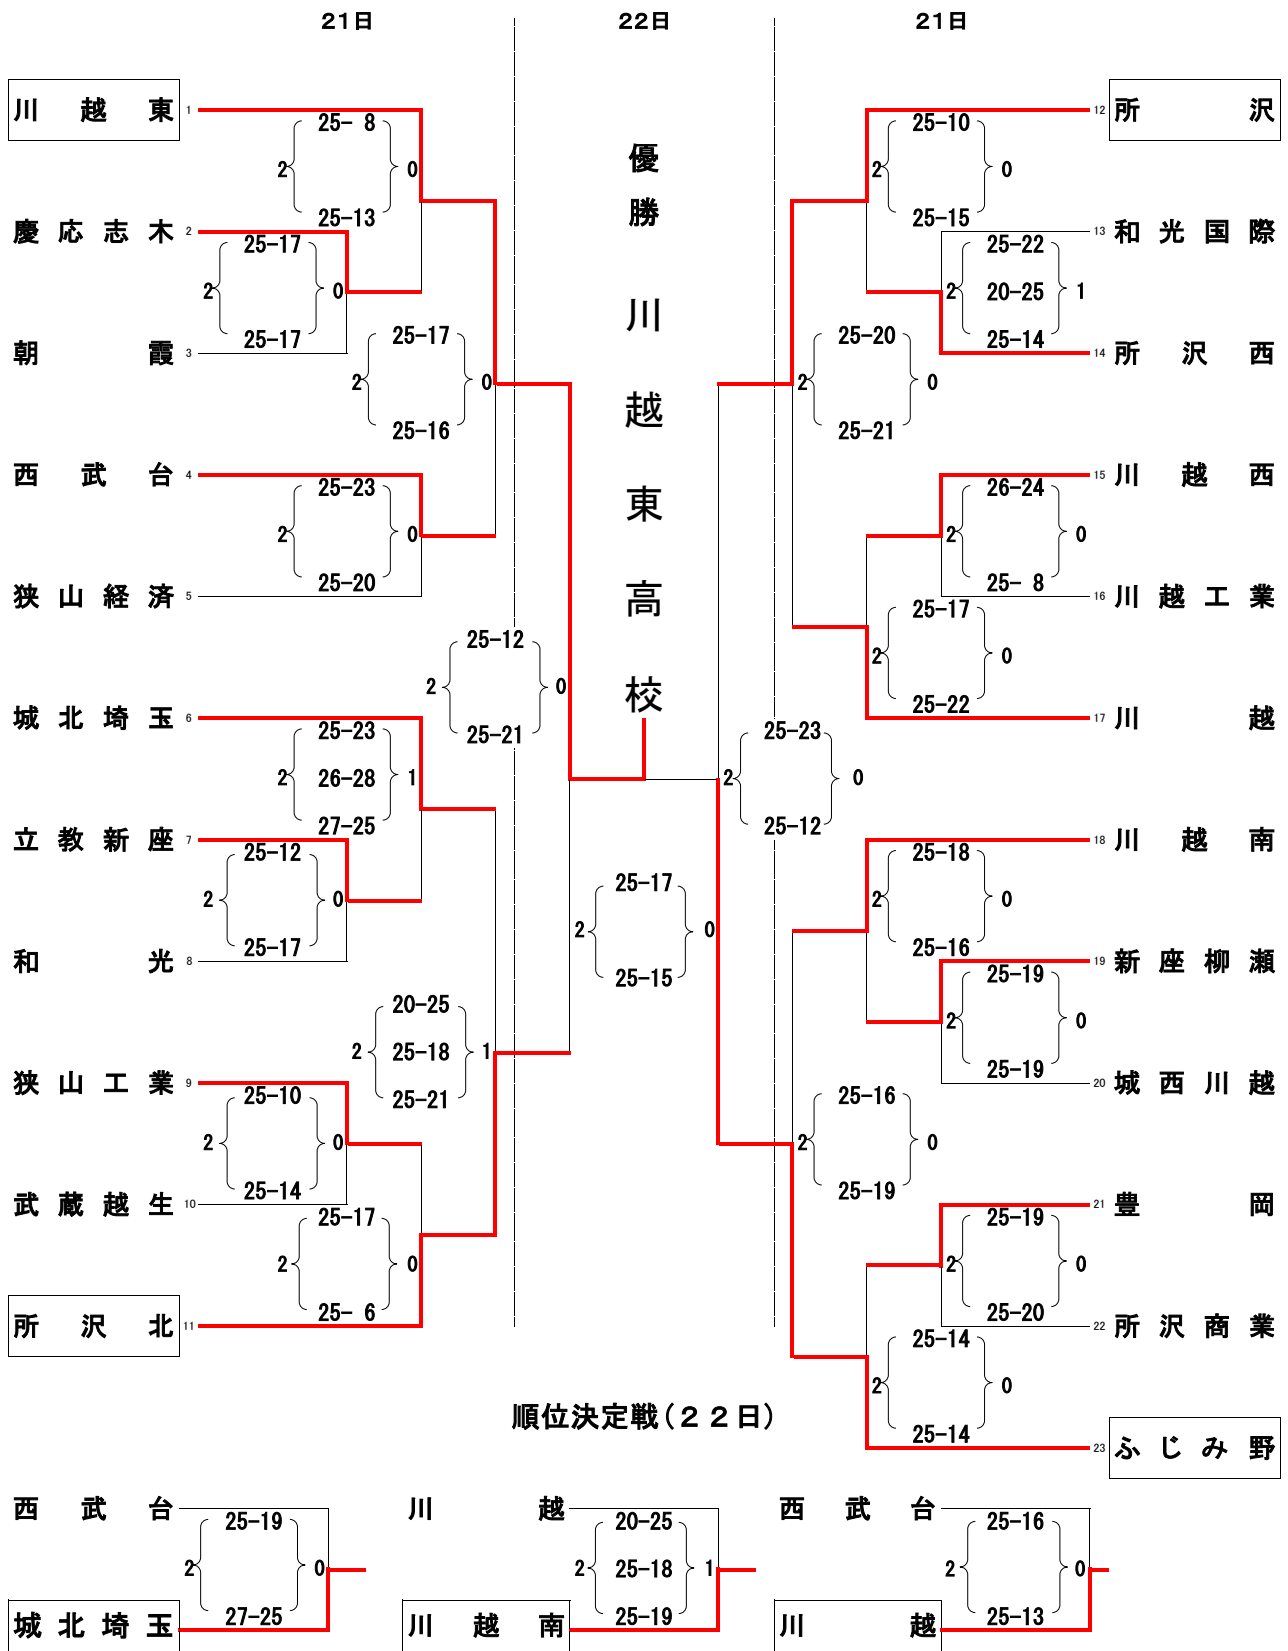 21日 22日 21日
川越東 1
25- 8
2 0
25-13
慶応志木 2
25-17
2 0
25-17
朝霞 3
25-17
2 0
25-16
西武台 4
25-23
2 0
25-20
狭山経済 5
25-12
2 0
25-21
城北埼玉 6
25-23
2 26-28 1
27-25
立教新座 7
25-12
2 0
25-17
和光 8
20-25
2 25-18 1
25-21
狭山工業 9
25-10
2 0
25-14
武蔵越生 10
25-17
2 0
25- 6
所沢北 11
優勝
川越東高校
25-17
2 0
25-15
12 所沢
25-10
2 0
25-15
13 和光国際
25-22
2 20-25 1
25-14
14 所沢西
25-20
2 0
25-21
15 川越西
26-24
2 0
25- 8
16 川越工業
25-17
2 0
25-22
17 川越
25-23
2 0
25-12
18 川越南
25-18
2 0
25-16
19 新座柳瀬
25-19
2 0
25-19
20 城西川越
25-16
2 0
25-19
21 豊岡
25-19
2 0
25-20
22 所沢商業
25-14
2 0
25-14
23 ふじみ野
順位決定戦(22日)
西武台
25-19
2 0
27-25
城北埼玉
川越
20-25
2 25-18 1
25-19
川越南
西武台
25-16
2 0
25-13
川越